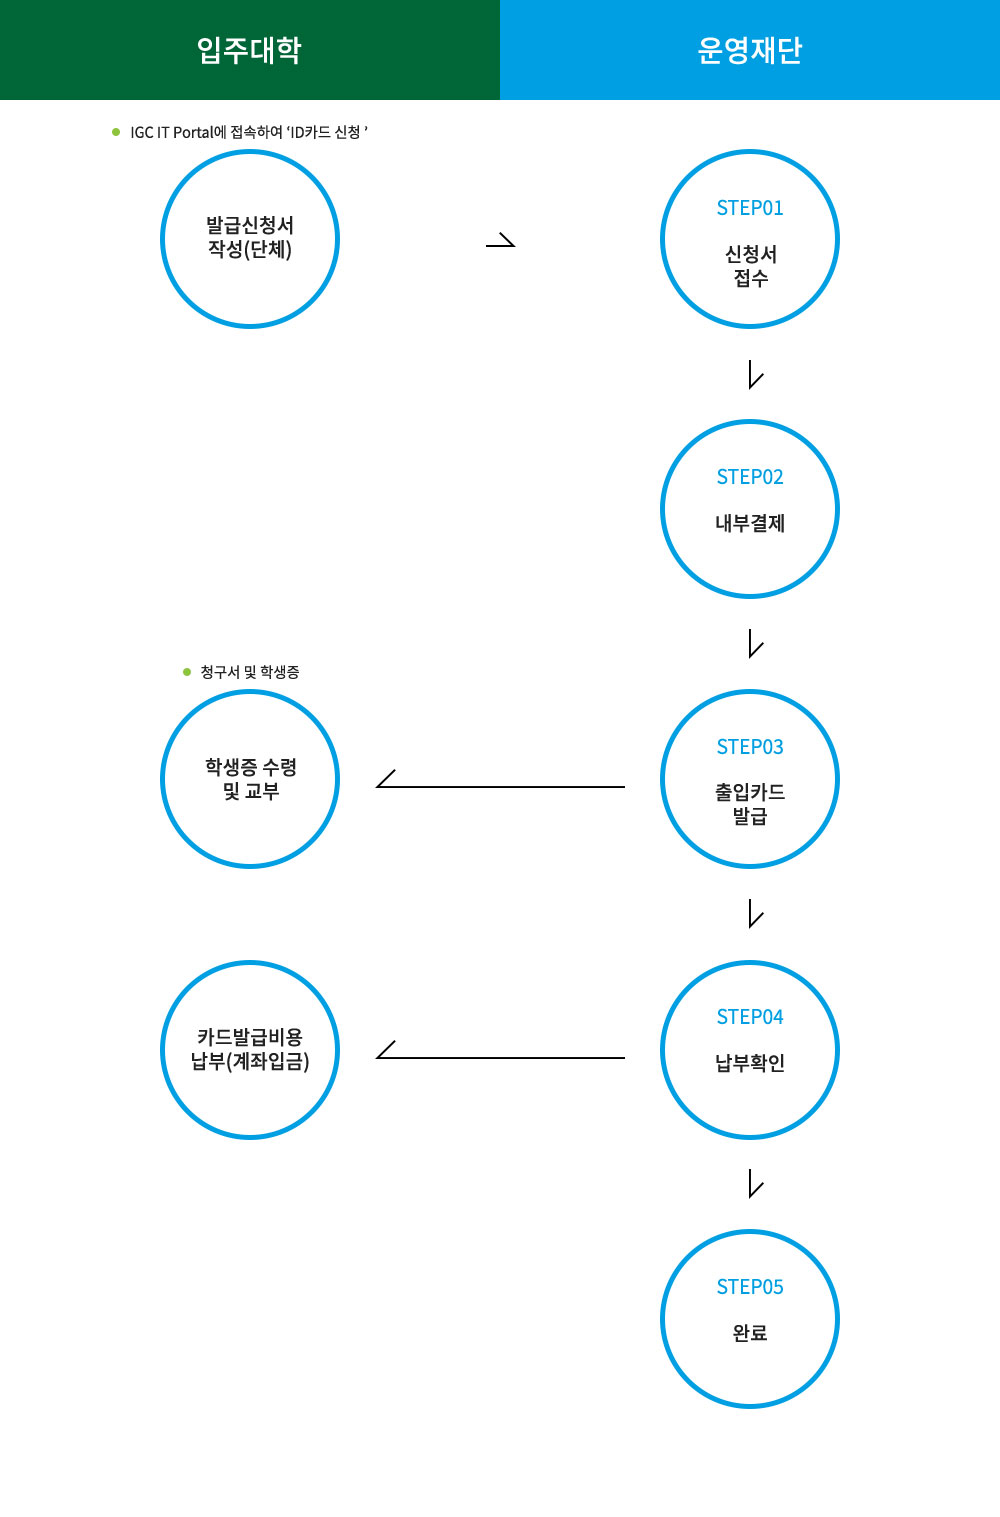 입주대학
운영재단
IGC IT Portal에 접속하여 ‘ID카드 신청 ’
발급신청서
작성(단체)
STEP01
신청서
접수
STEP02
내부결제
청구서 및 학생증
학생증 수령
및 교부
STEP03
출입카드
발급
카드발급비용
납부(계좌입금)
STEP04
납부확인
STEP05
완료